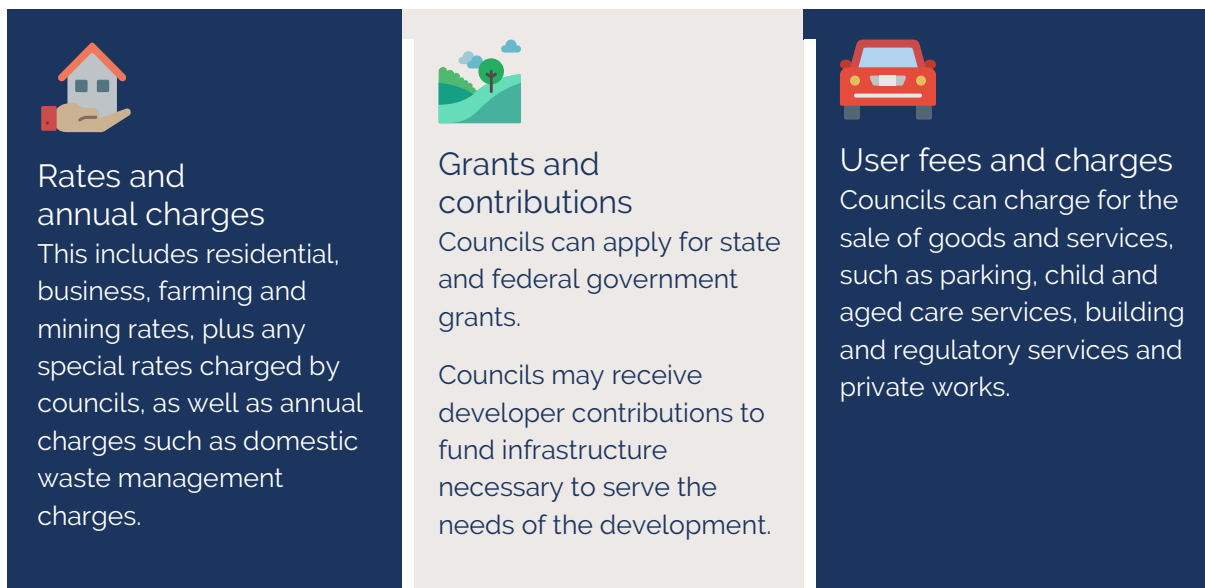 Rates and
annual charges
This includes residential,
business, farming and
mining rates, plus any
special rates charged by
councils, as well as annual
charges such as domestic
waste management
charges.
Grants and
contributions
Councils can apply for state
and federal government
grants.
Councils may receive
developer contributions to
fund infrastructure
necessary to serve the
needs of the development.
User fees and charges
Councils can charge for the
sale of goods and services,
such as parking, child and
aged care services, building
and regulatory services and
private works.